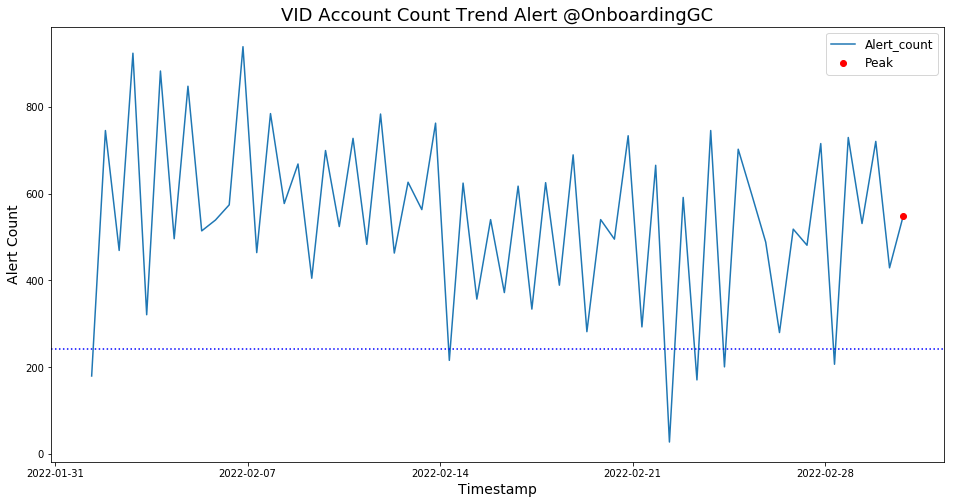 VID Account Count Trend Alert @OnboardingGC
Alert_count
Peak
Alert Count
800
600
400
200
0
2022-01-31
2022-02-07
2022-02-14
2022-02-21
2022-02-28
Timestamp